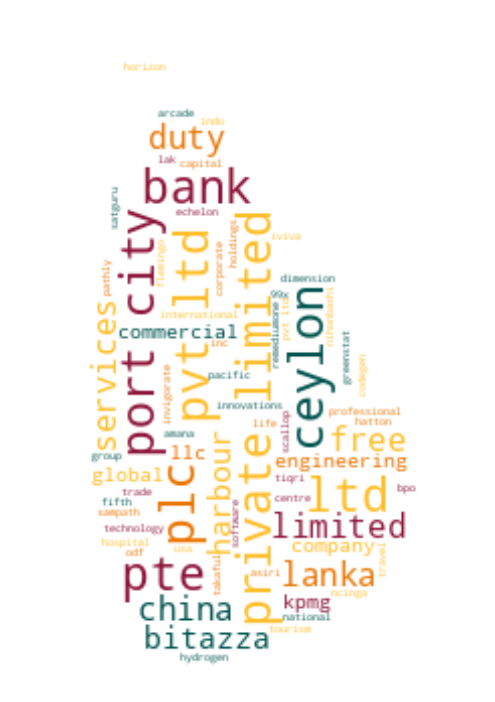 horizon
arcade
indo
duty
lak
capital
bank
satguru
echelon
port city
pvt ltd
private limited
flemingo
corporate
holdings
iviva
pathly
dimension
99x
ceylon
services
international
pvt ltd
nihonbashi
commercial
remediumone
inc
greenstat
pacific
codegen
invigorate
innovations
scallop
professional
life
hatton
amana
free
group
llc
harbour
engineering
global
plc
tiqri
ltd
trade
centre
bpo
fifth
sampath
software
limited
technology
hospital
odf
usa
company
travel
pte
takaful
asiri
lanka
ncinga
china
kpmg
national
bitazza
tourism
hydrogen